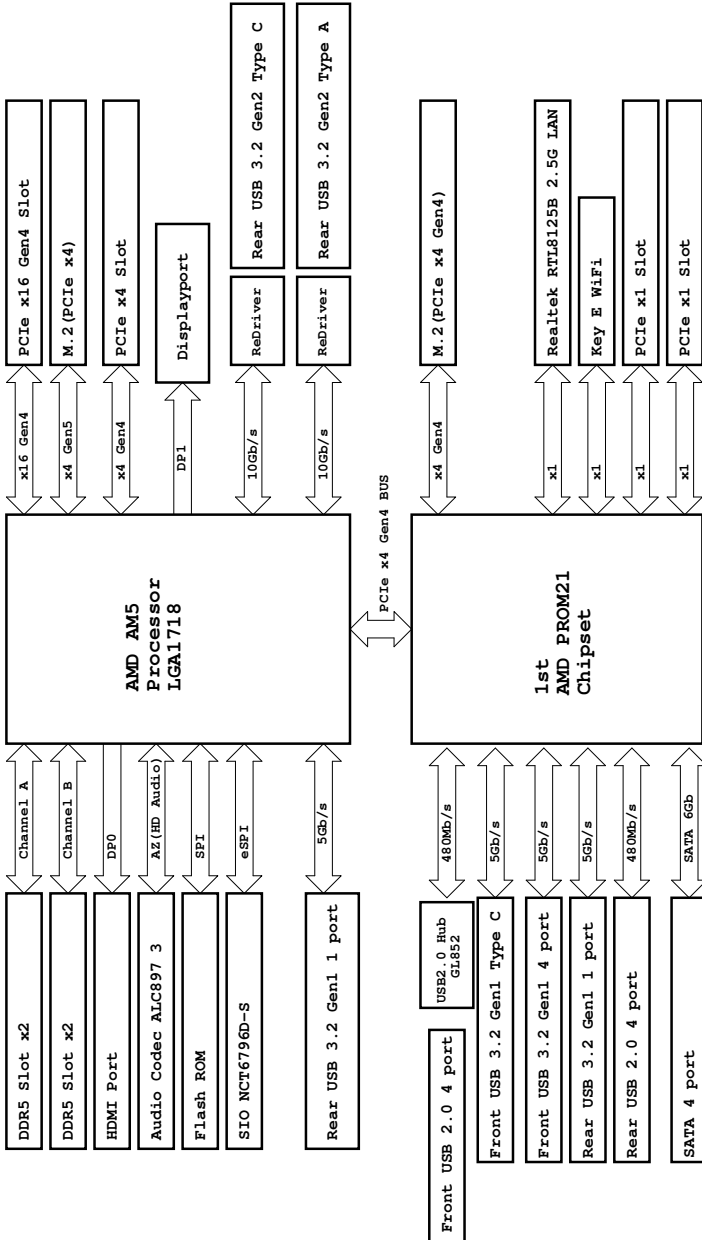 DDR5 Slot x2
Channel A
x16 Gen4
PCIe x16 Gen4 Slot
DDR5 Slot x2
Channel B
x4 Gen5
M.2(PCIe x4)
HDMI Port
DP0
x4 Gen4
PCIe x4 Slot
Audio Codec ALC897 3
AZ(HD Audio)
AMD AM5
Processor
LGA1718
DP1
Displayport
Flash ROM
SPI
SIO NCT6796D-S
eSPI
10Gb/s
ReDriver
Rear USB 3.2 Gen2 Type C
Rear USB 3.2 Gen1 1 port
5Gb/s
10Gb/s
ReDriver
Rear USB 3.2 Gen2 Type A
PCIe x4 Gen4 BUS
Front USB 2.0 4 port
USB2.0 Hub
GL852
480Mb/s
x4 Gen4
M.2(PCIe x4 Gen4)
Front USB 3.2 Gen1 Type C
5Gb/s
Front USB 3.2 Gen1 4 port
5Gb/s
1st
AMD PROM21
Chipset
x1
Realtek RTL8125B 2.5G LAN
Rear USB 3.2 Gen1 1 port
5Gb/s
x1
Key E WiFi
Rear USB 2.0 4 port
480Mb/s
x1
PCIe x1 Slot
SATA 4 port
SATA 6Gb
x1
PCIe x1 Slot